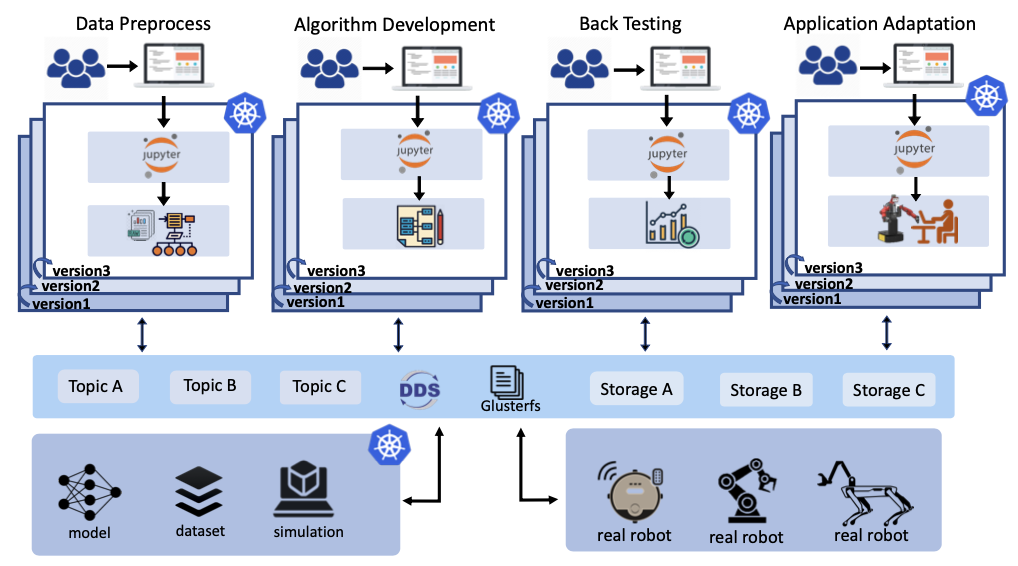 Data Preprocess
Algorithm Development
Back Testing
Application Adaptation
jupyter
jupyter
jupyter
jupyter
version3
version2
version1
version3
version2
version1
version3
version2
version1
version3
version2
version1
Topic A
Topic B
Topic C
DDS
Glusterfs
Storage A
Storage B
Storage C
model
dataset
simulation
real robot
real robot
real robot